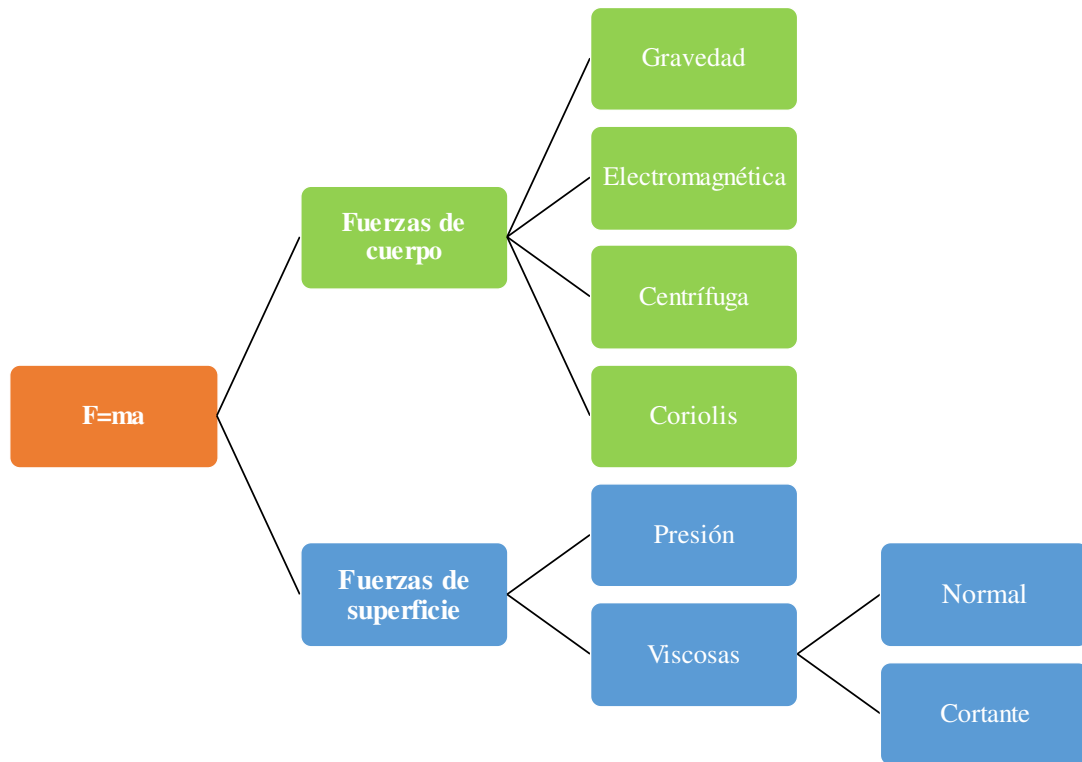 F=ma
Fuerzas de
cuerpo
Gravedad
Electromagnética
Centrífuga
Coriolis
Fuerzas de
superficie
Presión
Viscosas
Normal
Cortante